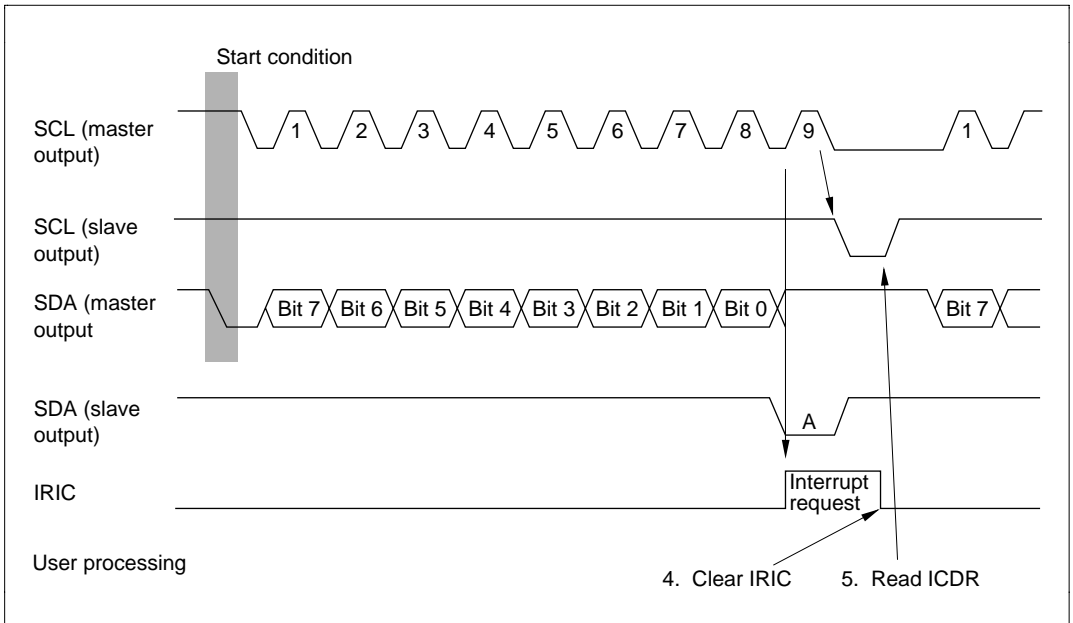 Start condition
SCL (master
output)
1 2 3 4 5 6 7 8 9 1
SCL (slave
output)
SDA (master
output
Bit 7 Bit 6 Bit 5 Bit 4 Bit 3 Bit 2 Bit 1 Bit 0 Bit 7
SDA (slave
output)
A
IRIC
Interrupt
request
User processing
4. Clear IRIC
5. Read ICDR